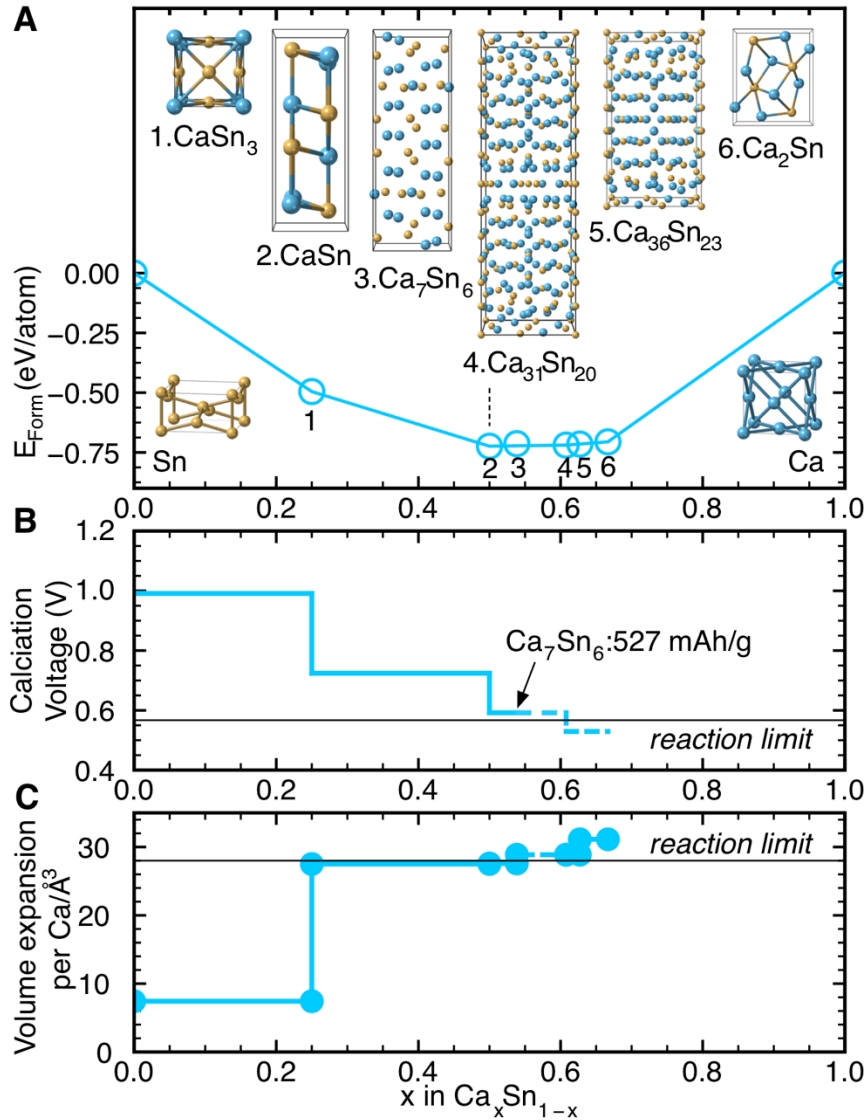 A
1.CaSn₃
2.CaSn
3.Ca₇Sn₆
4.Ca₃₁Sn₂₀
5.Ca₃₆Sn₂₃
6.Ca₂Sn
E_Form (eV/atom)
0.00
−0.25
−0.50
−0.75
Sn
Ca
1
2
3
4
5
6
0.0 0.2 0.4 0.6 0.8 1.0
B
Calciation
Voltage (V)
1.2
1.0
0.8
0.6
0.4
Ca₇Sn₆:527 mAh/g
reaction limit
0.0 0.2 0.4 0.6 0.8 1.0
C
Volume expansion
per Ca/Å³
30
20
10
0
reaction limit
0.0 0.2 0.4 0.6 0.8 1.0
x in CaₓSn₁₋ₓ